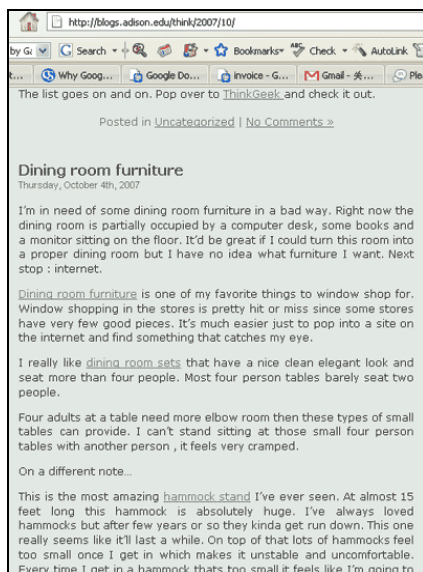 http://blogs.adison.edu/think/2007/10/
by G Search Bookmarks Check AutoLink
t... Why Goog... Google Do... invoice - G... Gmail - 关... Ple
The list goes on and on. Pop over to ThinkGeek and check it out.
Posted in Uncategorized | No Comments »
Dining room furniture
Thursday, October 4th, 2007
I'm in need of some dining room furniture in a bad way. Right now the
dining room is partially occupied by a computer desk, some books and
a monitor sitting on the floor. It'd be great if I could turn this room into
a proper dining room but I have no idea what furniture I want. Next
stop : internet.
Dining room furniture is one of my favorite things to window shop for.
Window shopping in the stores is pretty hit or miss since some stores
have very few good pieces. It's much easier just to pop into a site on
the internet and find something that catches my eye.
I really like dining room sets that have a nice clean elegant look and
seat more than four people. Most four person tables barely seat two
people.
Four adults at a table need more elbow room then these types of small
tables can provide. I can't stand sitting at those small four person
tables with another person , it feels very cramped.
On a different note...
This is the most amazing hammock stand I've ever seen. At almost 15
feet long this hammock is absolutely huge. I've always loved
hammocks but after few years or so they kinda get run down. This one
really seems like it'll last a while. On top of that lots of hammocks feel
too small once I get in which makes it unstable and uncomfortable.
Every time I get in a hammock thats too small it feels like I'm going to